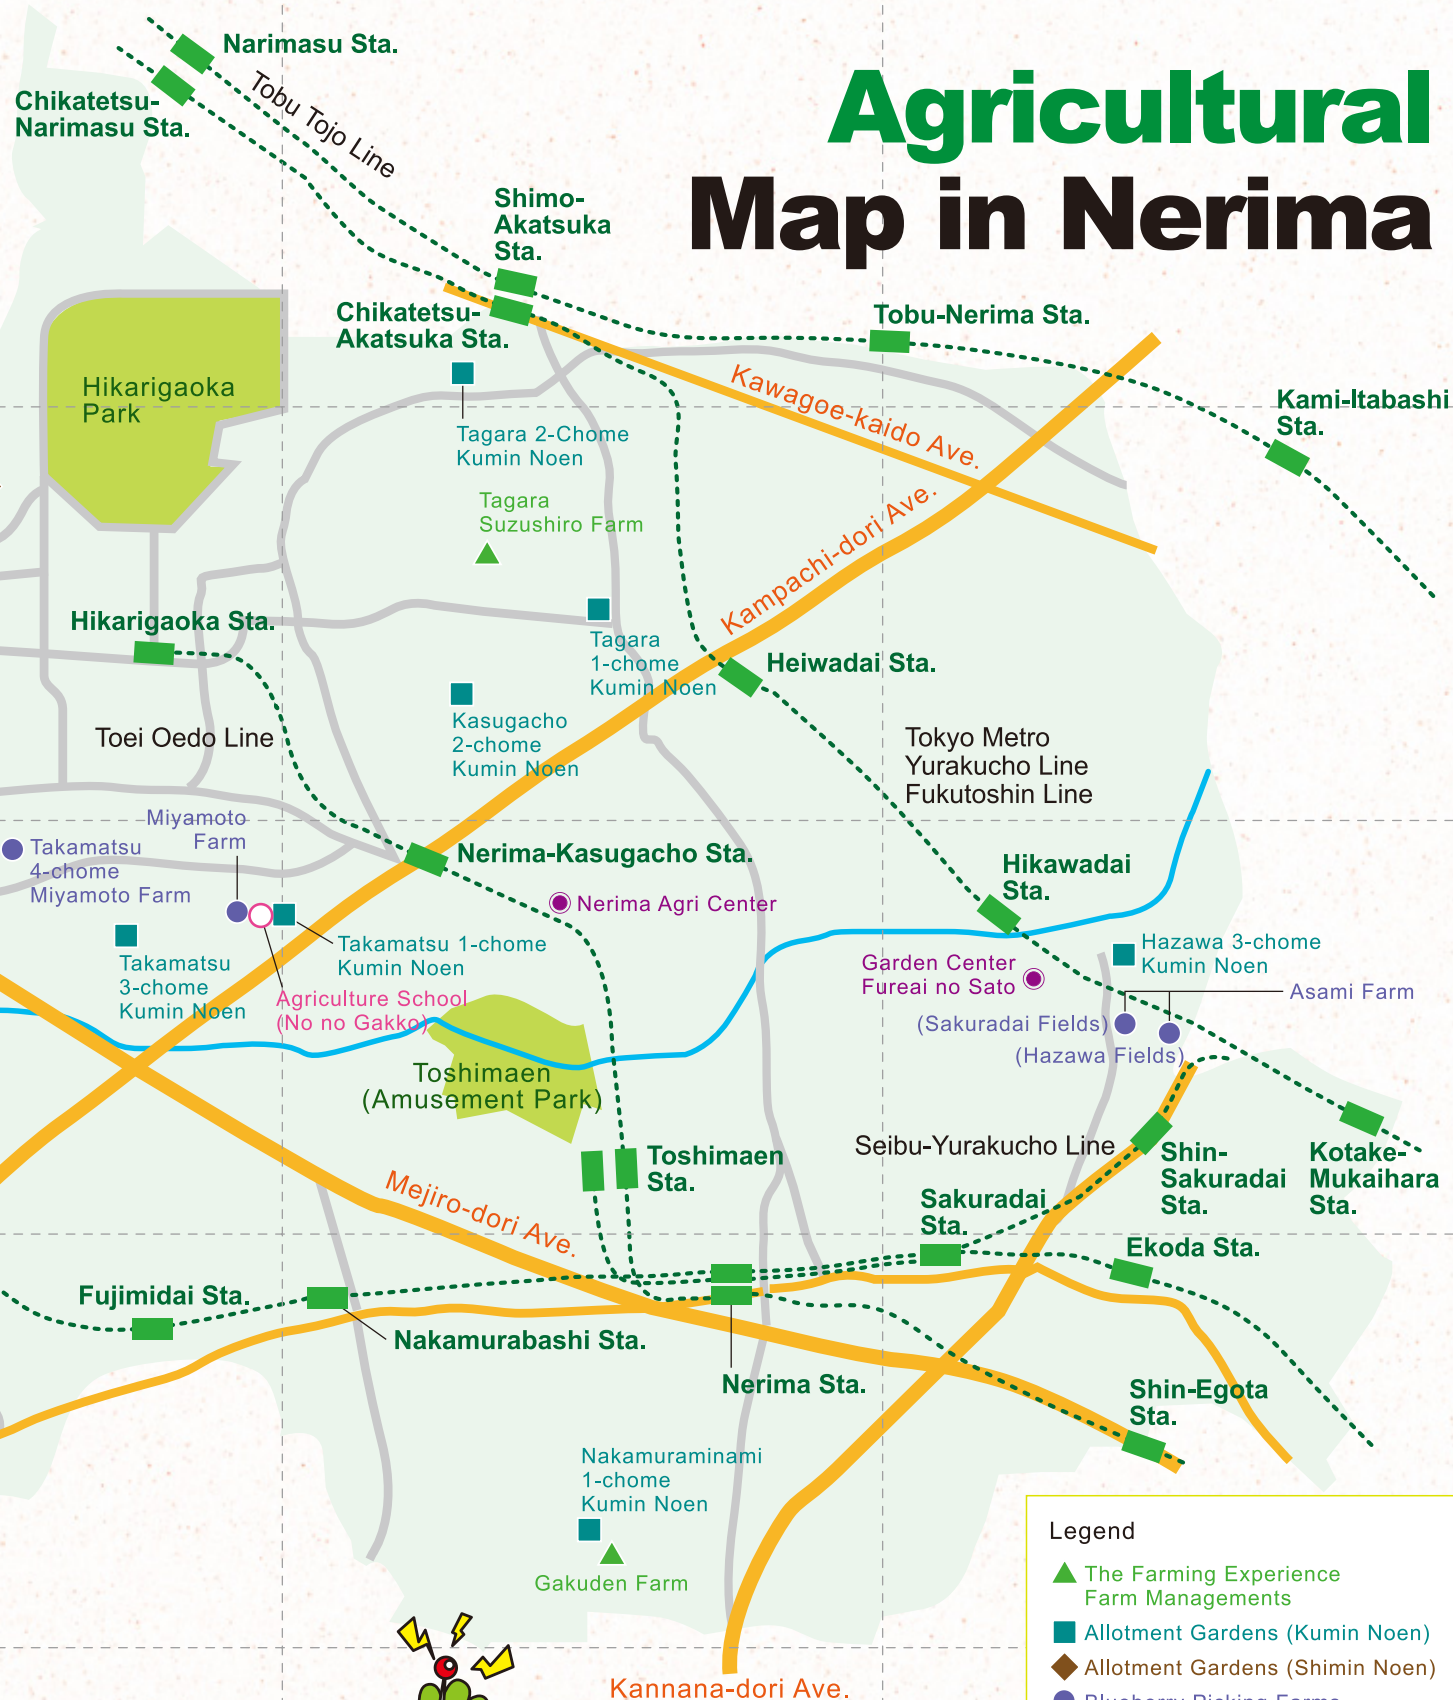 Agricultural
Map in Nerima
Narimasu Sta.
Chikatetsu-
Narimasu Sta.
Tobu Tojo Line
Shimo-
Akatsuka
Sta.
Chikatetsu-
Akatsuka Sta.
Tobu-Nerima Sta.
Kami-Itabashi
Sta.
Hikarigaoka
Park
Kawagoe-kaido Ave.
Kampachi-dori Ave.
Tagara 2-Chome
Kumin Noen
Tagara
Suzushiro Farm
Hikarigaoka Sta.
Tagara
1-chome
Kumin Noen
Heiwadai Sta.
Kasugacho
2-chome
Kumin Noen
Toei Oedo Line
Tokyo Metro
Yurakucho Line
Fukutoshin Line
Miyamoto
Farm
Takamatsu
4-chome
Miyamoto Farm
Nerima-Kasugacho Sta.
Hikawadai
Sta.
Nerima Agri Center
Takamatsu
3-chome
Kumin Noen
Takamatsu 1-chome
Kumin Noen
Agriculture School
(No no Gakko)
Garden Center
Fureai no Sato
Hazawa 3-chome
Kumin Noen
Asami Farm
(Sakuradai Fields)
(Hazawa Fields)
Toshimaen
(Amusement Park)
Seibu-Yurakucho Line
Toshimaen
Sta.
Shin-
Sakuradai
Sta.
Kotake-
Mukaihara
Sta.
Mejiro-dori Ave.
Sakuradai
Sta.
Ekoda Sta.
Fujimidai Sta.
Nakamurabashi Sta.
Nerima Sta.
Shin-Egota
Sta.
Nakamuraminami
1-chome
Kumin Noen
Gakuden Farm
Kannana-dori Ave.
Legend
The Farming Experience
Farm Managements
Allotment Gardens (Kumin Noen)
Allotment Gardens (Shimin Noen)
Blueberry Picking Farms